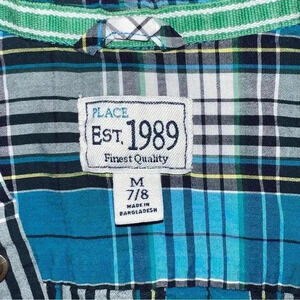 PLACE
EST. 1989
Finest Quality
M
7/8
MADE IN
BANGLADESH